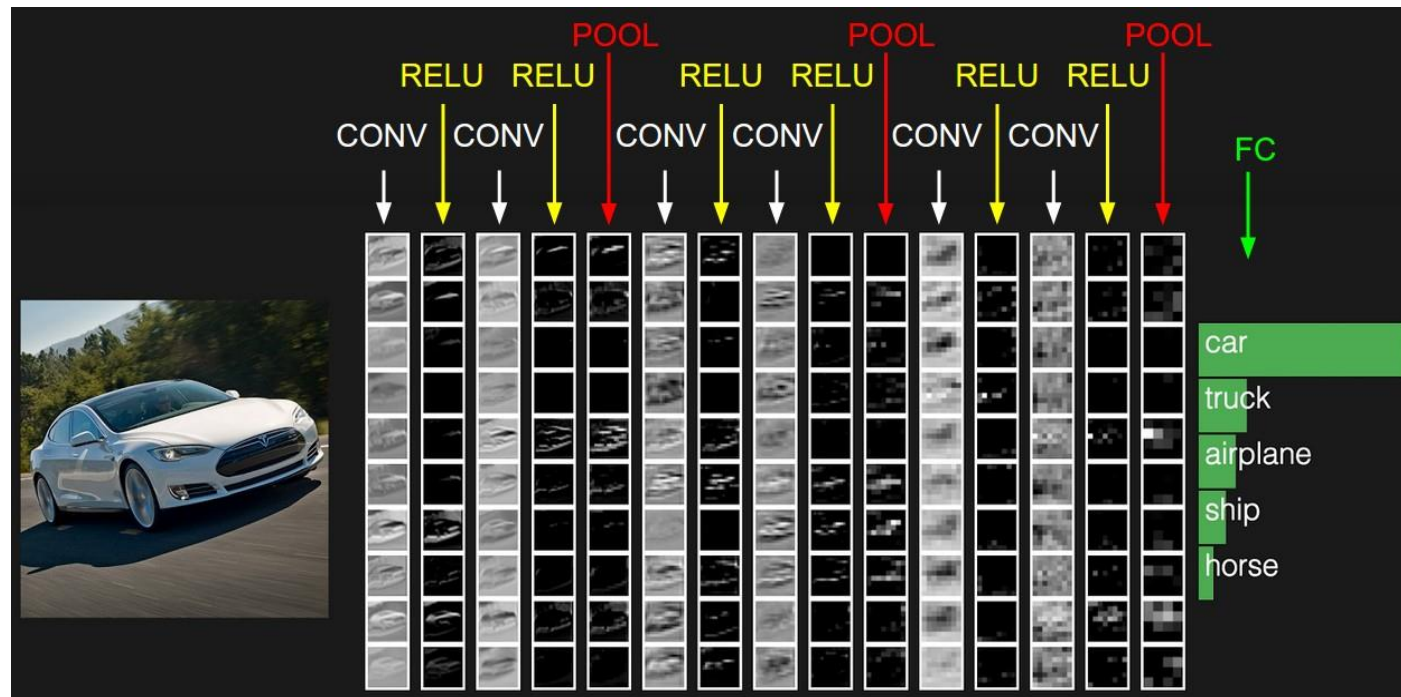 POOL POOL POOL
RELU RELU RELU RELU RELU RELU
CONV CONV CONV CONV CONV CONV
FC
car
truck
airplane
ship
horse